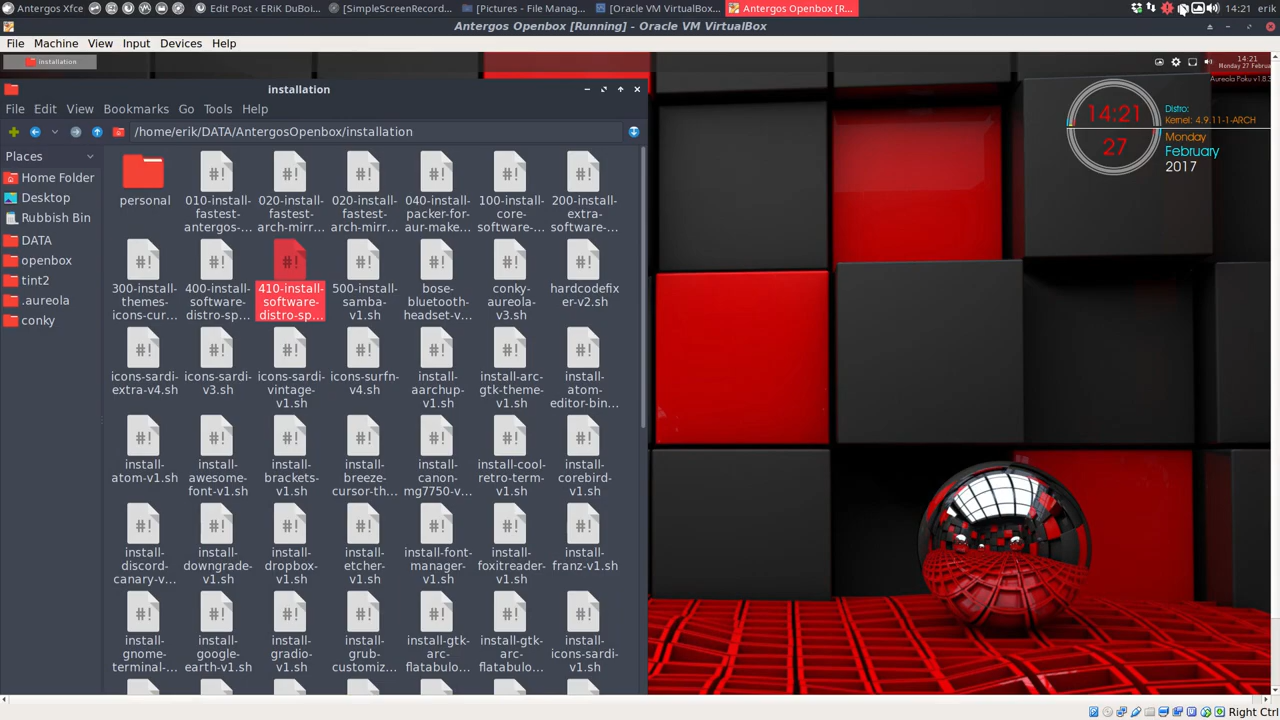 Antergos Xfce
Edit Post ‹ ERiK DuBoi...
[SimpleScreenRecord...
[Pictures - File Manag...
[Oracle VM VirtualBox...
Antergos Openbox [R...
14:21 erik
Antergos Openbox [Running] - Oracle VM VirtualBox
File Machine View Input Devices Help
installation
14:21
Monday 27 Februa
installation
Aureola Poku v1.8.3
File Edit View Bookmarks Go Tools Help
/home/erik/DATA/AntergosOpenbox/installation
14:21
27
Distro:
Kernel: 4.9.11-1-ARCH
Monday
February
2017
Places
Home Folder
Desktop
Rubbish Bin
DATA
openbox
tint2
.aureola
conky
personal
010-install-
fastest-
antergos-...
020-install-
fastest-
arch-mirr...
020-install-
fastest-
arch-mirr...
040-install-
packer-for-
aur-make...
100-install-
core-
software-...
200-install-
extra-
software-...
300-install-
themes-
icons-cur...
400-install-
software-
distro-sp...
410-install-
software-
distro-sp...
500-install-
samba-
v1.sh
bose-
bluetooth-
headset-v...
conky-
aureola-
v3.sh
hardcodefix
er-v2.sh
icons-sardi-
extra-v4.sh
icons-sardi-
v3.sh
icons-sardi-
vintage-
v1.sh
icons-surfn-
v4.sh
install-
aarchup-
v1.sh
install-arc-
gtk-theme-
v1.sh
install-
atom-
editor-bin...
install-
atom-v1.sh
install-
awesome-
font-v1.sh
install-
brackets-
v1.sh
install-
breeze-
cursor-th...
install-
canon-
mg7750-v...
install-cool-
retro-term-
v1.sh
install-
corebird-
v1.sh
install-
discord-
canary-v...
install-
downgrade-
v1.sh
install-
dropbox-
v1.sh
install-
etcher-
v1.sh
install-font-
manager-
v1.sh
install-
foxitreader-
v1.sh
install-
franz-v1.sh
install-
gnome-
terminal-...
install-
google-
earth-v1.sh
install-
gradio-
v1.sh
install-
grub-
customiz...
install-gtk-
arc-
flatabulo...
install-gtk-
arc-
flatabulo...
install-
icons-sardi-
v1.sh
Right Ctrl